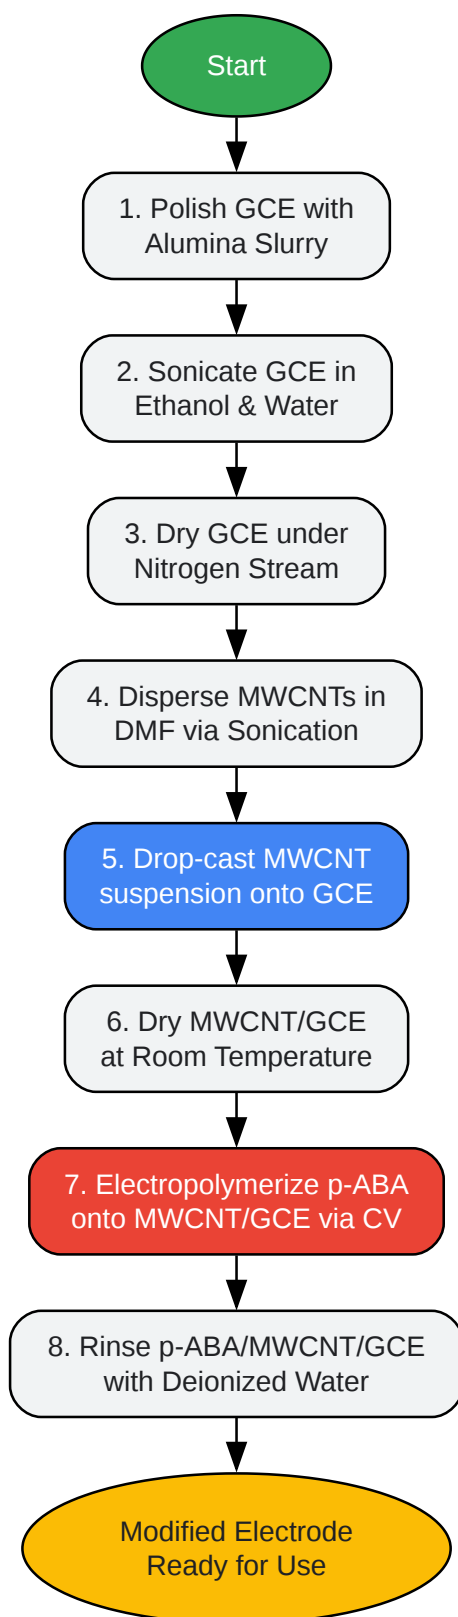 Start
1. Polish GCE with
Alumina Slurry
2. Sonicate GCE in
Ethanol & Water
3. Dry GCE under
Nitrogen Stream
4. Disperse MWCNTs in
DMF via Sonication
5. Drop-cast MWCNT
suspension onto GCE
6. Dry MWCNT/GCE
at Room Temperature
7. Electropolymerize p-ABA
onto MWCNT/GCE via CV
8. Rinse p-ABA/MWCNT/GCE
with Deionized Water
Modified Electrode
Ready for Use